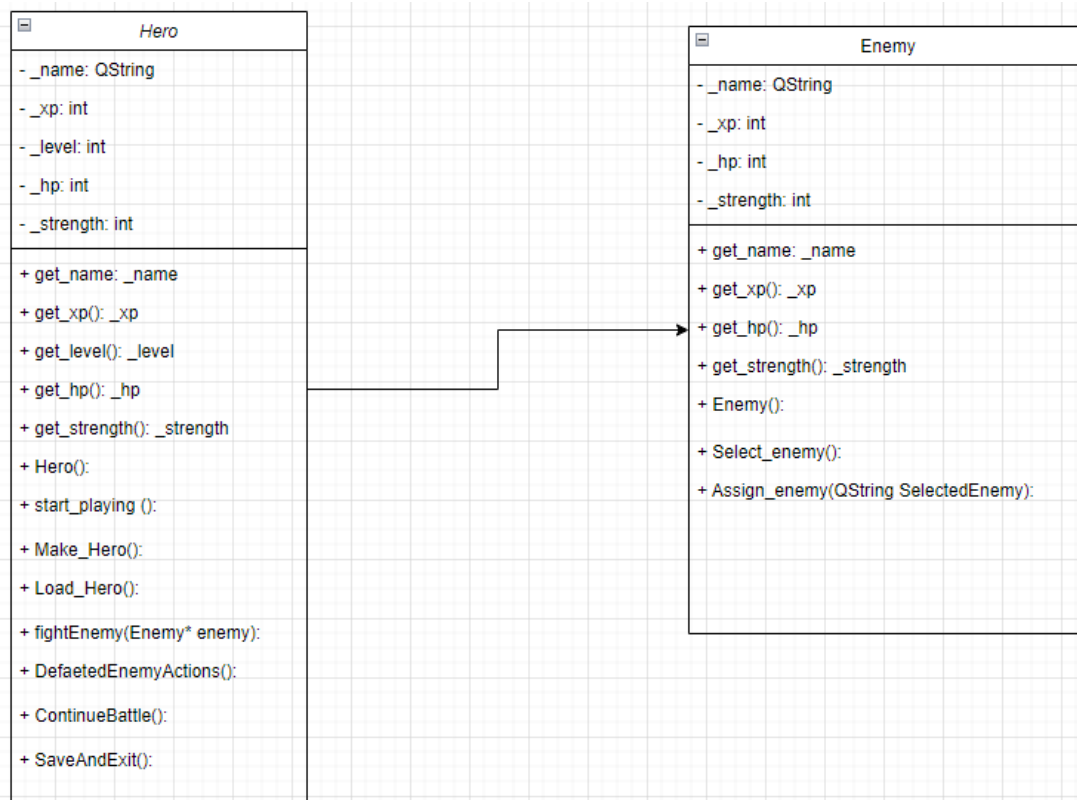 Hero
- _name: QString
- _xp: int
- _level: int
- _hp: int
- _strength: int
+ get_name: _name
+ get_xp(): _xp
+ get_level(): _level
+ get_hp(): _hp
+ get_strength(): _strength
+ Hero():
+ start_playing ():
+ Make_Hero():
+ Load_Hero():
+ fightEnemy(Enemy* enemy):
+ DefaetedEnemyActions():
+ ContinueBattle():
+ SaveAndExit():
Enemy
- _name: QString
- _xp: int
- _hp: int
- _strength: int
+ get_name: _name
+ get_xp(): _xp
+ get_hp(): _hp
+ get_strength(): _strength
+ Enemy():
+ Select_enemy():
+ Assign_enemy(QString SelectedEnemy):